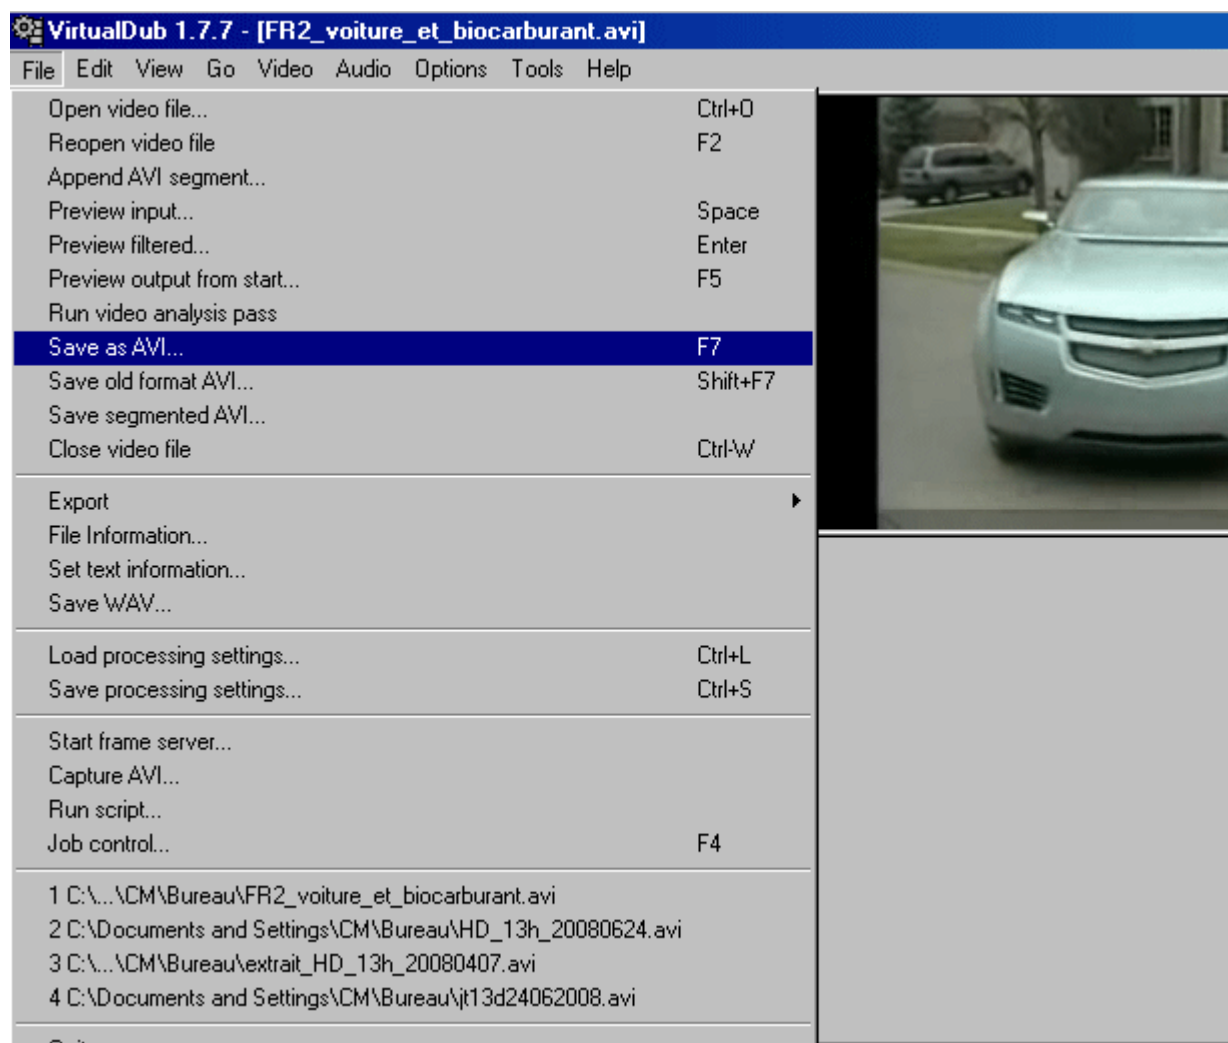 VirtualDub 1.7.7 - [FR2_voiture_et_biocarburant.avi]
File Edit View Go Video Audio Options Tools Help
Open video file... Ctrl+O
Reopen video file F2
Append AVI segment...
Preview input... Space
Preview filtered... Enter
Preview output from start... F5
Run video analysis pass
Save as AVI... F7
Save old format AVI... Shift+F7
Save segmented AVI...
Close video file Ctrl-W
Export
File Information...
Set text information...
Save WAV...
Load processing settings... Ctrl+L
Save processing settings... Ctrl+S
Start frame server...
Capture AVI...
Run script...
Job control... F4
1 C:\...\CM\Bureau\FR2_voiture_et_biocarburant.avi
2 C:\Documents and Settings\CM\Bureau\HD_13h_20080624.avi
3 C:\...\CM\Bureau\extrait_HD_13h_20080407.avi
4 C:\Documents and Settings\CM\Bureau\jt13d24062008.avi